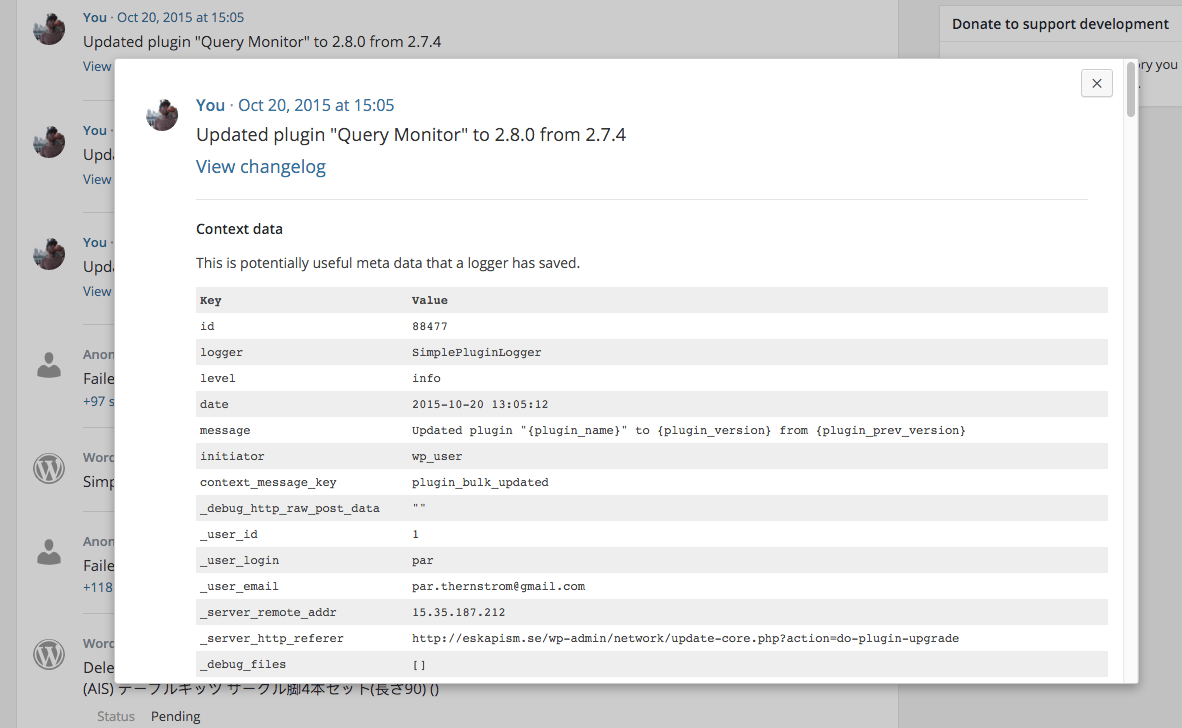 You · Oct 20, 2015 at 15:05
Updated plugin "Query Monitor" to 2.8.0 from 2.7.4
View
Donate to support development
ory you
You ·
Upda
View
You ·
Upda
View
Anon
Faile
+97 s
Word
Simp
Anon
Faile
+118
Word
Dele
(AIS) テーブルキッツ サークル脚4本セット(長さ90) ()
Status Pending
×
You · Oct 20, 2015 at 15:05
Updated plugin "Query Monitor" to 2.8.0 from 2.7.4
View changelog
Context data
This is potentially useful meta data that a logger has saved.
Key Value
id 88477
logger SimplePluginLogger
level info
date 2015-10-20 13:05:12
message Updated plugin "{plugin_name}" to {plugin_version} from {plugin_prev_version}
initiator wp_user
context_message_key plugin_bulk_updated
_debug_http_raw_post_data ""
_user_id 1
_user_login par
_user_email par.thernstrom@gmail.com
_server_remote_addr 15.35.187.212
_server_http_referer http://eskapism.se/wp-admin/network/update-core.php?action=do-plugin-upgrade
_debug_files []